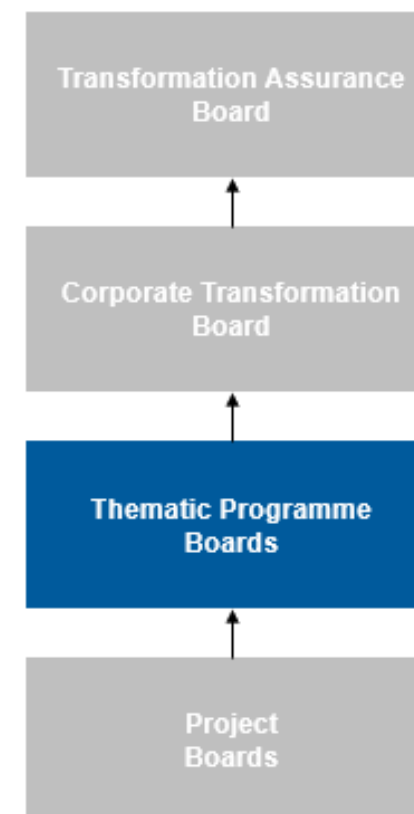 Transformation Assurance
Board
Corporate Transformation
Board
Thematic Programme
Boards
Project
Boards